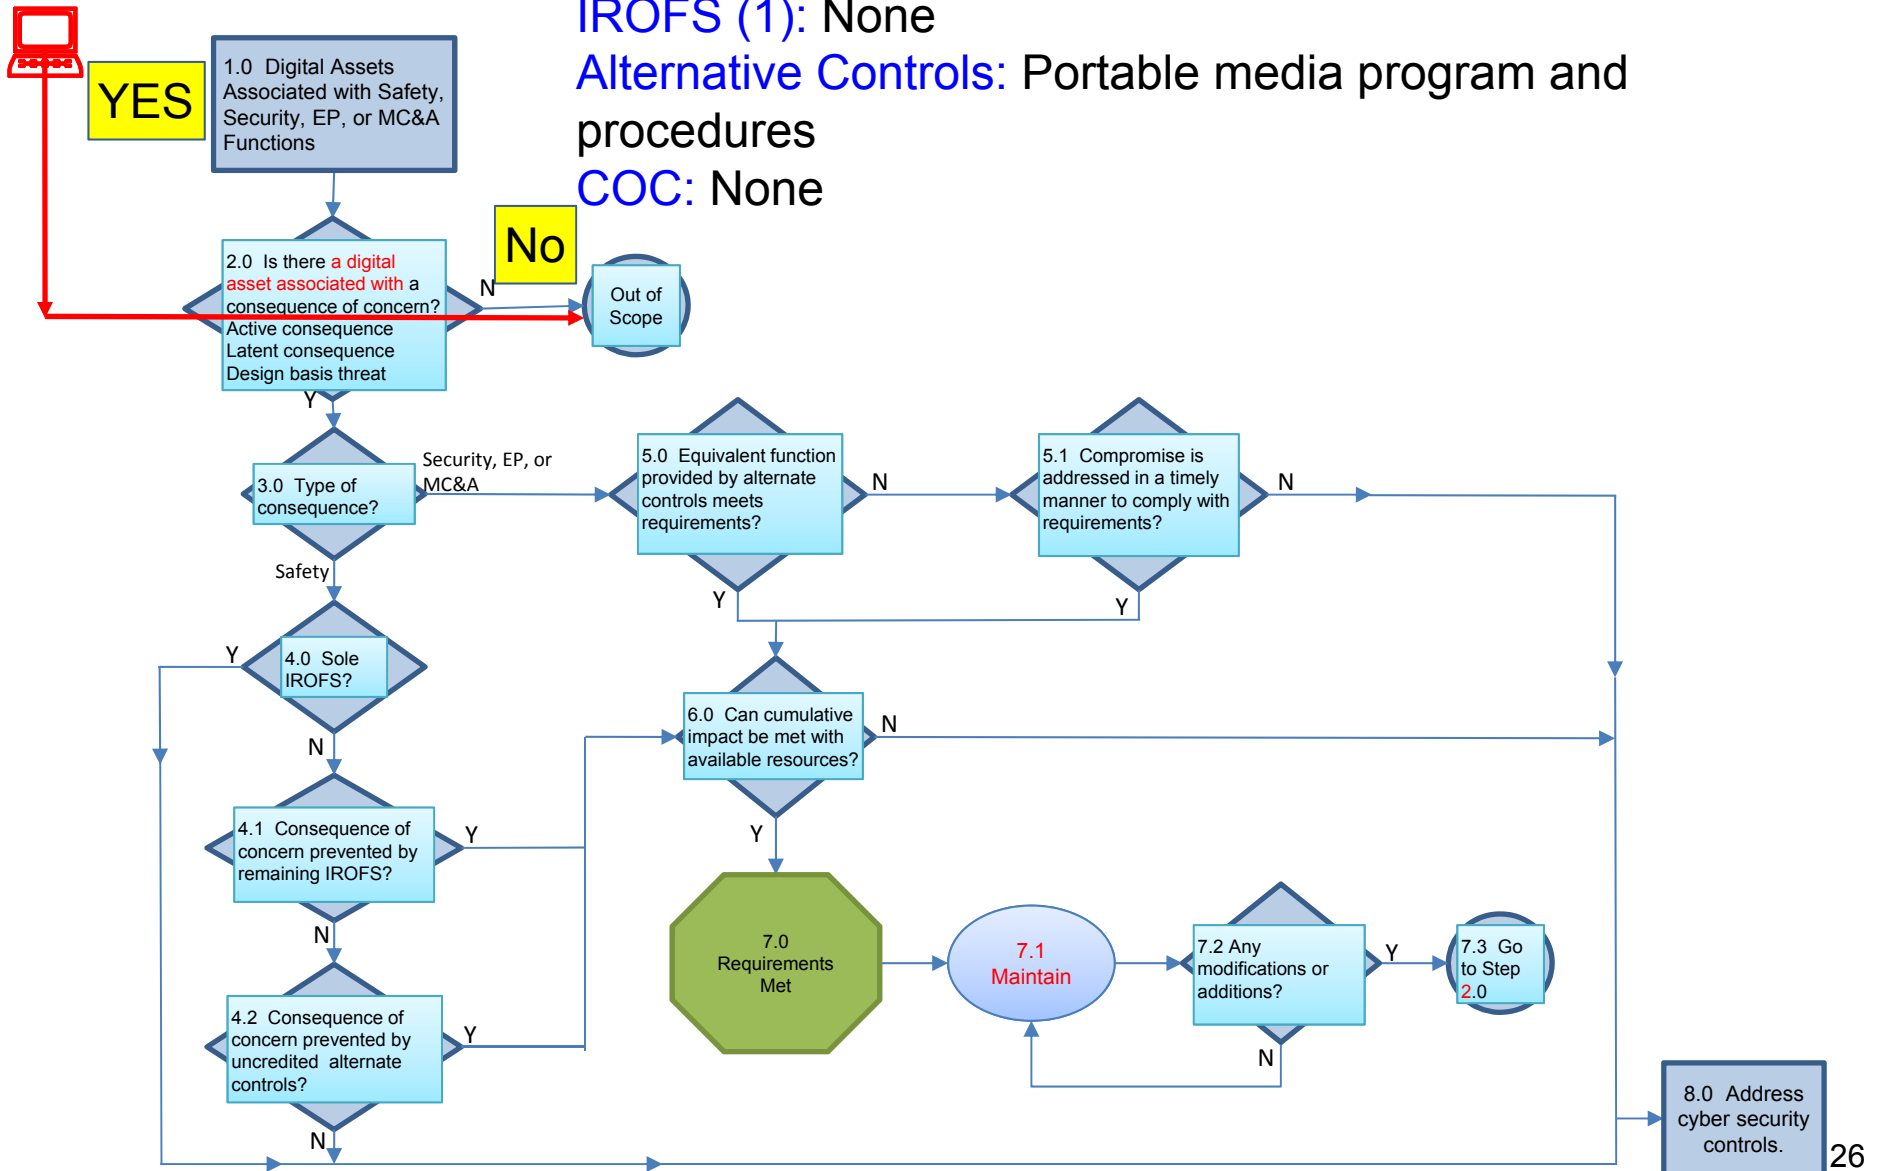 IROFS (1): None
Alternative Controls: Portable media program and
procedures
COC: None
YES
1.0 Digital Assets
Associated with Safety,
Security, EP, or MC&A
Functions
No
2.0 Is there a digital
asset associated with a
consequence of concern?
Active consequence
Latent consequence
Design basis threat
N
Out of
Scope
Y
3.0 Type of
consequence?
Security, EP, or
MC&A
5.0 Equivalent function
provided by alternate
controls meets
requirements?
N
5.1 Compromise is
addressed in a timely
manner to comply with
requirements?
N
Safety
Y
Y
4.0 Sole
IROFS?
Y
N
6.0 Can cumulative
impact be met with
available resources?
N
Y
4.1 Consequence of
concern prevented by
remaining IROFS?
Y
N
7.0
Requirements
Met
7.1
Maintain
7.2 Any
modifications or
additions?
Y
N
7.3 Go
to Step
2.0
4.2 Consequence of
concern prevented by
uncredited alternate
controls?
Y
N
8.0 Address
cyber security
controls.
26